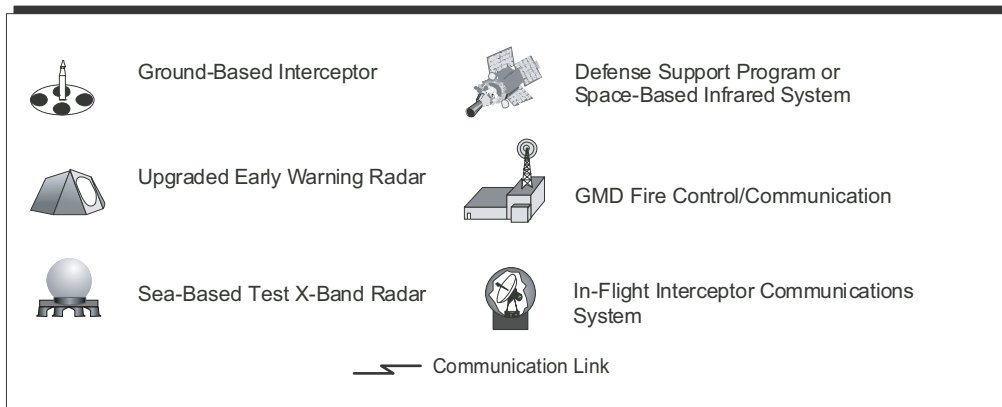 Ground-Based Interceptor
Defense Support Program or
Space-Based Infrared System
Upgraded Early Warning Radar
GMD Fire Control/Communication
Sea-Based Test X-Band Radar
In-Flight Interceptor Communications
System
Communication Link